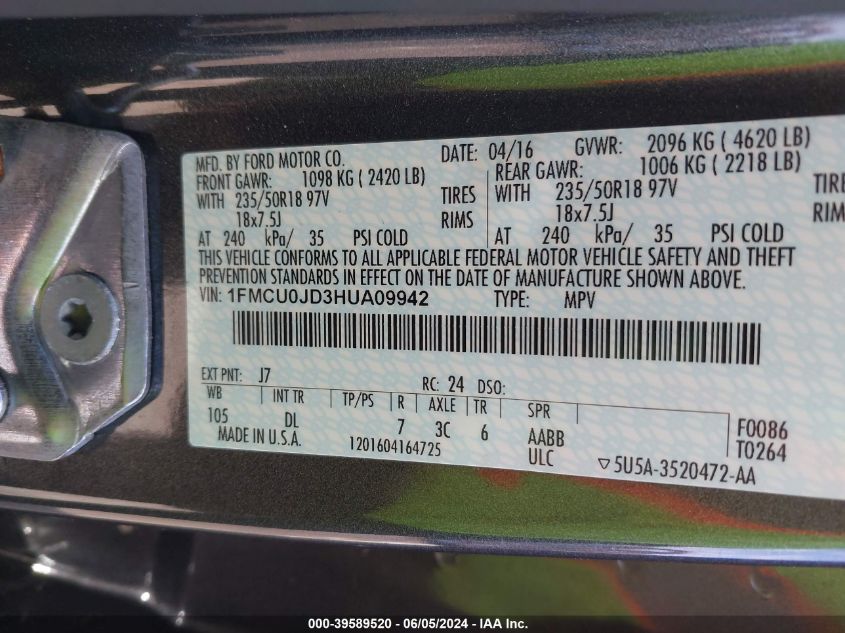 MFD. BY FORD MOTOR CO. DATE: 04/16 GVWR: 2096 KG ( 4620 LB)
FRONT GAWR: 1098 KG ( 2420 LB) REAR GAWR: 1006 KG ( 2218 LB)
WITH 235/50R18 97V TIRES WITH 235/50R18 97V TIRE
18x7.5J RIMS 18x7.5J RIM
AT 240 kPa/ 35 PSI COLD AT 240 kPa/ 35 PSI COLD
THIS VEHICLE CONFORMS TO ALL APPLICABLE FEDERAL MOTOR VEHICLE SAFETY AND THEFT
PREVENTION STANDARDS IN EFFECT ON THE DATE OF MANUFACTURE SHOWN ABOVE.
VIN: 1FMCU0JD3HUA09942 TYPE: MPV
EXT PNT: J7 RC: 24 DSO:
WB INT TR TP/PS R AXLE TR SPR
105 DL 7 3C 6 AABB F0086
MADE IN U.S.A. 1201604164725 ULC ▽5U5A-3520472-AA T0264
000-39589520 - 06/05/2024 - IAA Inc.